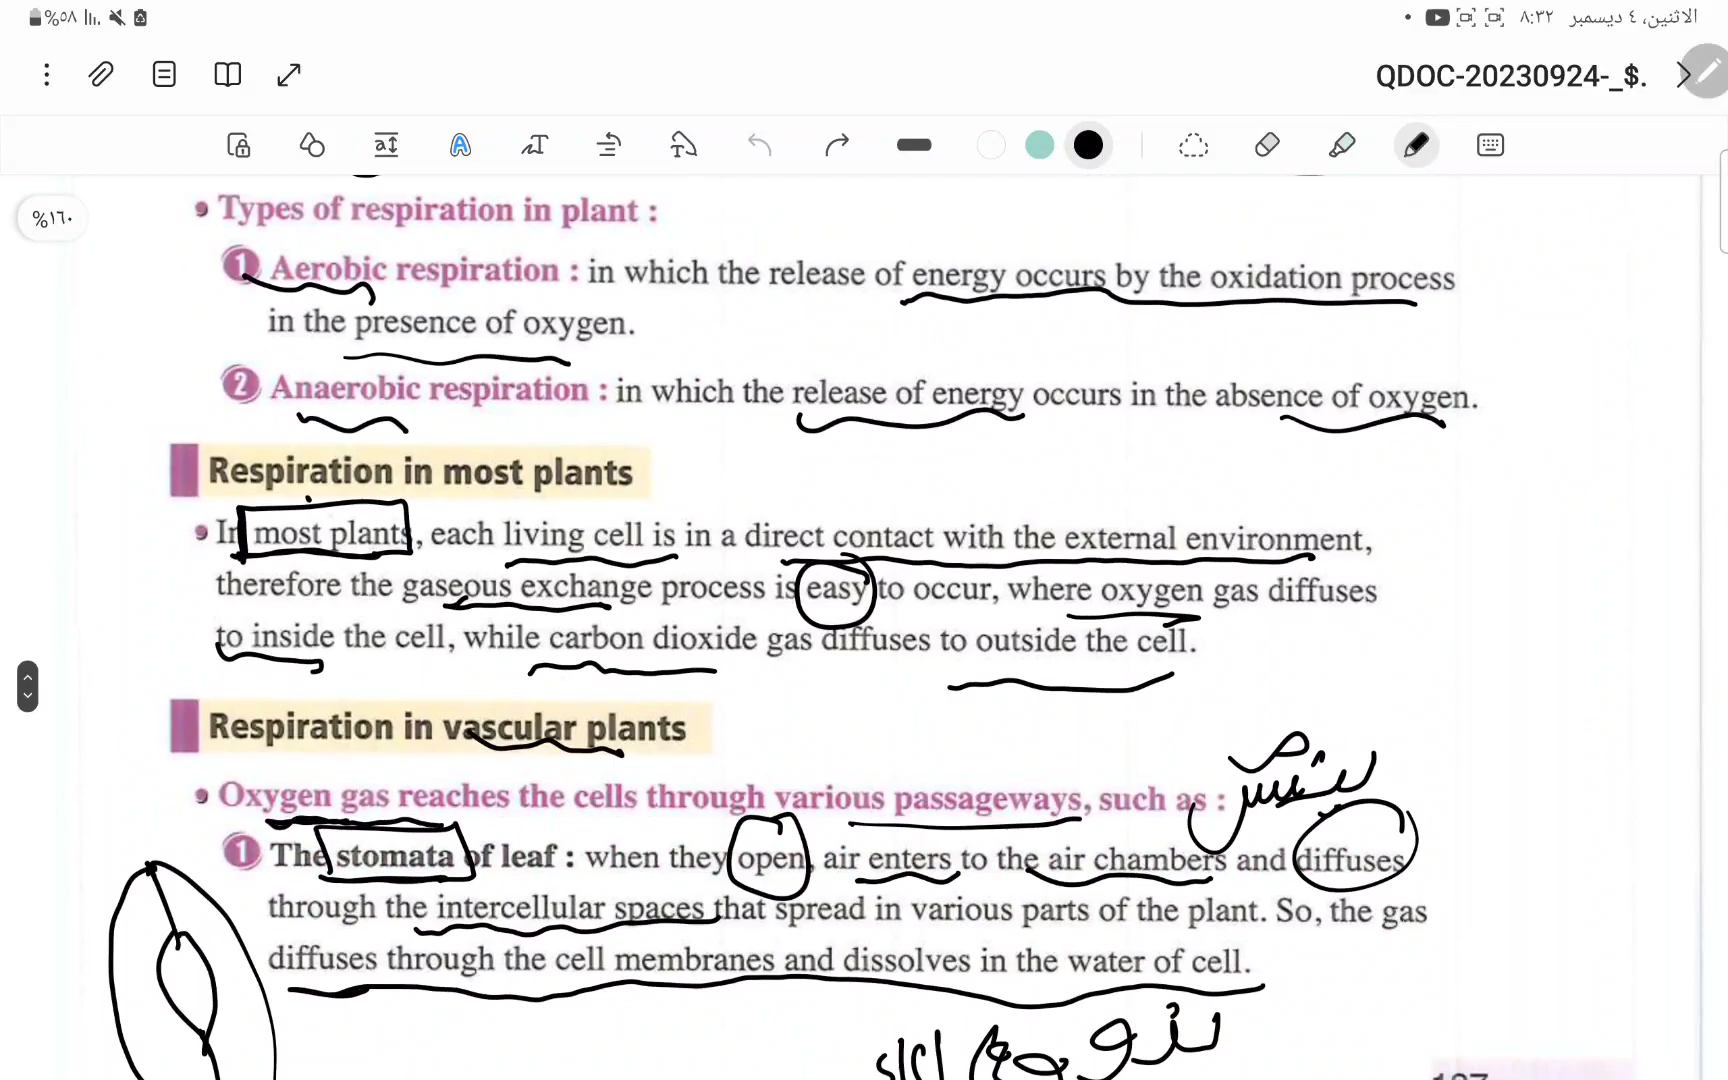 %٥٨
الاثنين، ٤ ديسمبر ٨:٣٢
QDOC-20230924-_$.
%١٦٠
• Types of respiration in plant :
1 Aerobic respiration : in which the release of energy occurs by the oxidation process
in the presence of oxygen.
2 Anaerobic respiration : in which the release of energy occurs in the absence of oxygen.
Respiration in most plants
• In most plants, each living cell is in a direct contact with the external environment,
therefore the gaseous exchange process is easy to occur, where oxygen gas diffuses
to inside the cell, while carbon dioxide gas diffuses to outside the cell.
Respiration in vascular plants
• Oxygen gas reaches the cells through various passageways, such as :
1 The stomata of leaf : when they open, air enters to the air chambers and diffuses
through the intercellular spaces that spread in various parts of the plant. So, the gas
diffuses through the cell membranes and dissolves in the water of cell.